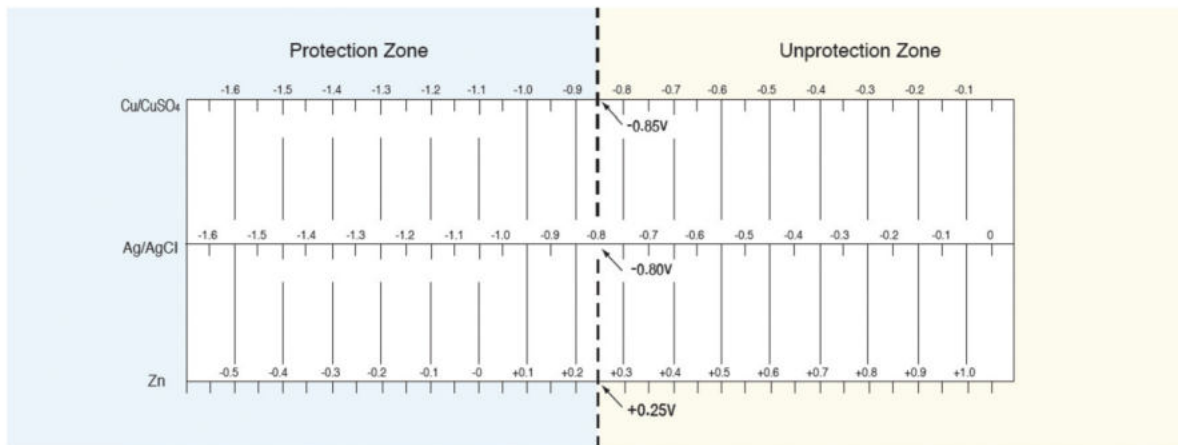 Protection Zone Unprotection Zone
-1.6 -1.5 -1.4 -1.3 -1.2 -1.1 -1.0 -0.9 -0.8 -0.7 -0.6 -0.5 -0.4 -0.3 -0.2 -0.1
Cu/CuSO₄
-0.85V
-1.6 -1.5 -1.4 -1.3 -1.2 -1.1 -1.0 -0.9 -0.8 -0.7 -0.6 -0.5 -0.4 -0.3 -0.2 -0.1 0
Ag/AgCl
-0.80V
-0.5 -0.4 -0.3 -0.2 -0.1 -0 +0.1 +0.2 +0.3 +0.4 +0.5 +0.6 +0.7 +0.8 +0.9 +1.0
Zn
+0.25V